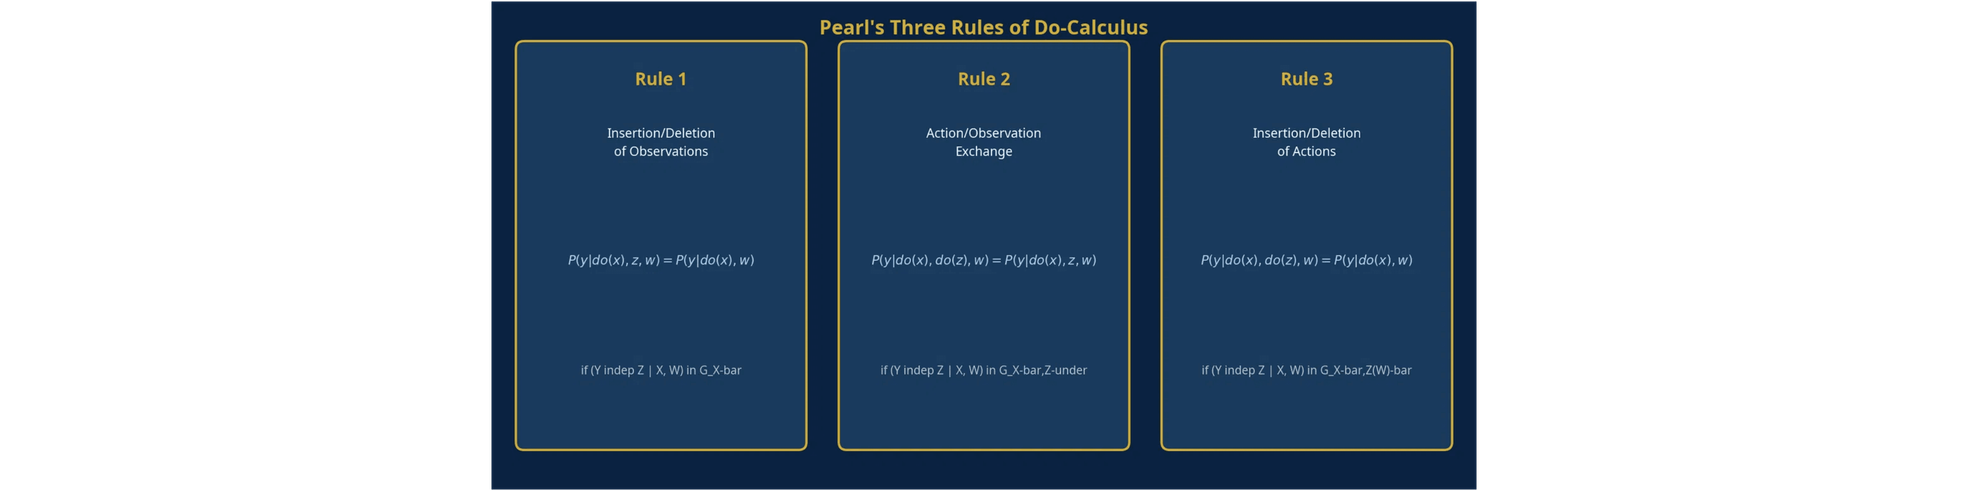 Pearl's Three Rules of Do-Calculus
Rule 1
Insertion/Deletion
of Observations
P(y|do(x), z, w) = P(y|do(x), w)
if (Y indep Z | X, W) in G_X-bar
Rule 2
Action/Observation
Exchange
P(y|do(x), do(z), w) = P(y|do(x), z, w)
if (Y indep Z | X, W) in G_X-bar,Z-under
Rule 3
Insertion/Deletion
of Actions
P(y|do(x), do(z), w) = P(y|do(x), w)
if (Y indep Z | X, W) in G_X-bar,Z(W)-bar